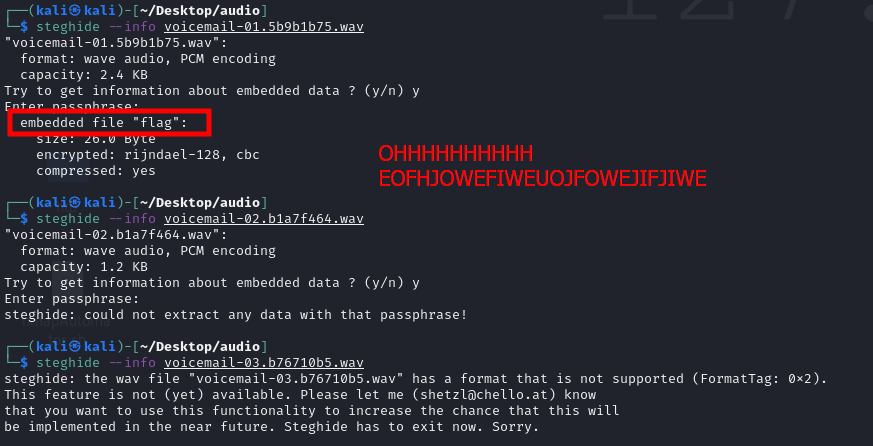 ┌──(kali㉿kali)-[~/Desktop/audio]
└─$ steghide --info voicemail-01.5b9b1b75.wav
"voicemail-01.5b9b1b75.wav":
  format: wave audio, PCM encoding
  capacity: 2.4 KB
Try to get information about embedded data ? (y/n) y
Enter passphrase:
  embedded file "flag":
    size: 26.0 Byte
    encrypted: rijndael-128, cbc
    compressed: yes
OHHHHHHHHHH
EOFHJOWEFIWEUOJFOWEJIFJIWE
┌──(kali㉿kali)-[~/Desktop/audio]
└─$ steghide --info voicemail-02.b1a7f464.wav
"voicemail-02.b1a7f464.wav":
  format: wave audio, PCM encoding
  capacity: 1.2 KB
Try to get information about embedded data ? (y/n) y
Enter passphrase:
steghide: could not extract any data with that passphrase!
┌──(kali㉿kali)-[~/Desktop/audio]
└─$ steghide --info voicemail-03.b76710b5.wav
steghide: the wav file "voicemail-03.b76710b5.wav" has a format that is not supported (FormatTag: 0×2).
This feature is not (yet) available. Please let me (shetzl@chello.at) know
that you want to use this functionality to increase the chance that this will
be implemented in the near future. Steghide has to exit now. Sorry.